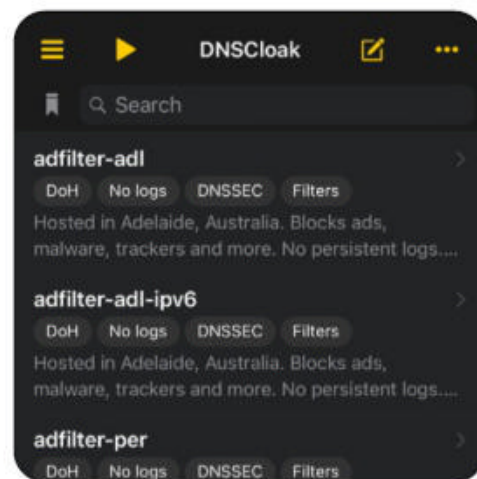 DNSCloak
Search
adfilter-adl
DoH No logs DNSSEC Filters
Hosted in Adelaide, Australia. Blocks ads,
malware, trackers and more. No persistent logs....
adfilter-adl-ipv6
DoH No logs DNSSEC Filters
Hosted in Adelaide, Australia. Blocks ads,
malware, trackers and more. No persistent logs....
adfilter-per
DoH No logs DNSSEC Filters